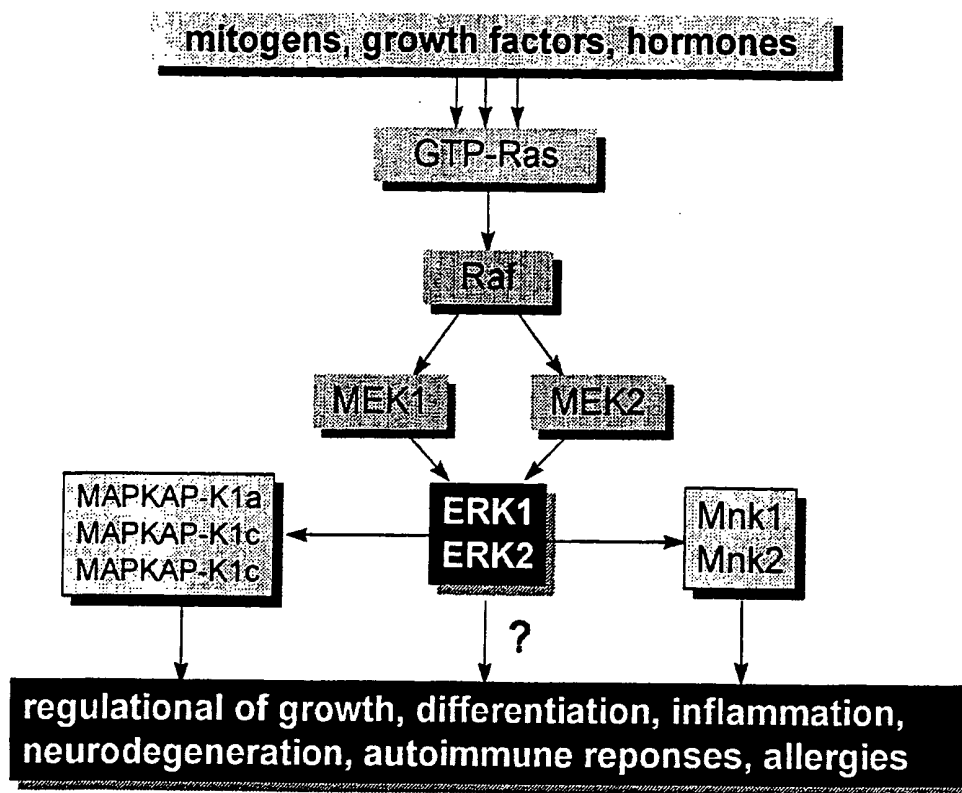 mitogens, growth factors, hormones
GTP-Ras
Raf
MEK1
MEK2
MAPKAP-K1a
MAPKAP-K1c
MAPKAP-K1c
ERK1
ERK2
Mnk1
Mnk2
?
regulational of growth, differentiation, inflammation,
neurodegeneration, autoimmune reponses, allergies